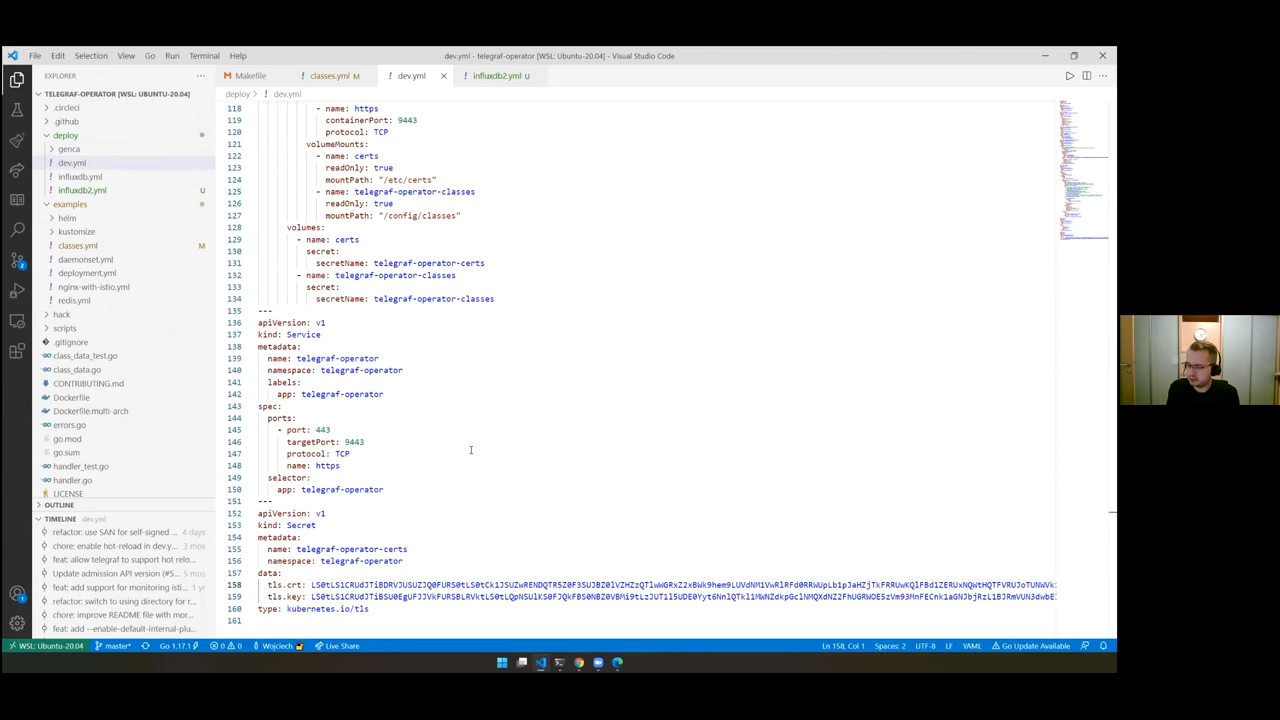 File Edit Selection View Go Run Terminal Help
dev.yml - telegraf-operator [WSL: Ubuntu-20.04] - Visual Studio Code
EXPLORER
Makefile
classes.yml M
dev.yml
influxdb2.yml U
TELEGRAF-OPERATOR [WSL: UBUNTU-20.04]
.circleci
.github
deploy
genca
dev.yml
influxdb.yml
influxdb2.yml U
examples
helm
kustomize
classes.yml M
daemonset.yml
deployment.yml
nginx-with-istio.yml
redis.yml
hack
scripts
.gitignore
class_data_test.go
class_data.go
CONTRIBUTING.md
Dockerfile
Dockerfile.multi-arch
errors.go
go.mod
go.sum
handler_test.go
handler.go
LICENSE
OUTLINE
TIMELINE dev.yml
refactor: use SAN for self-signed ... 4 days
chore: enable hot-reload in dev.y... 3 mos
feat: allow telegraf to support hot relo...
Update admission API version (#5...
feat: add support for monitoring isti...
refactor: switch to using directory for r...
chore: improve README file with mor...
feat: add --enable-default-internal-plu...
deploy > dev.yml
118 - name: https
119 containerPort: 9443
120 protocol: TCP
121 volumeMounts:
122 - name: certs
123 readOnly: true
124 mountPath: "/etc/certs"
125 - name: telegraf-operator-classes
126 readOnly: true
127 mountPath: "/config/classes"
128 volumes:
129 - name: certs
130 secret:
131 secretName: telegraf-operator-certs
132 - name: telegraf-operator-classes
133 secret:
134 secretName: telegraf-operator-classes
135 ---
136 apiVersion: v1
137 kind: Service
138 metadata:
139 name: telegraf-operator
140 namespace: telegraf-operator
141 labels:
142 app: telegraf-operator
143 spec:
144 ports:
145 - port: 443
146 targetPort: 9443
147 protocol: TCP
148 name: https
149 selector:
150 app: telegraf-operator
151 ---
152 apiVersion: v1
153 kind: Secret
154 metadata:
155 name: telegraf-operator-certs
156 namespace: telegraf-operator
157 data:
158 tls.crt:
159 tls.key:
160 type: kubernetes.io/tls
161
WSL: Ubuntu-20.04 master* Go 1.17.1 0 0 Wojciech Live Share
Ln 158, Col 1 Spaces: 2 UTF-8 LF YAML Go Update Available